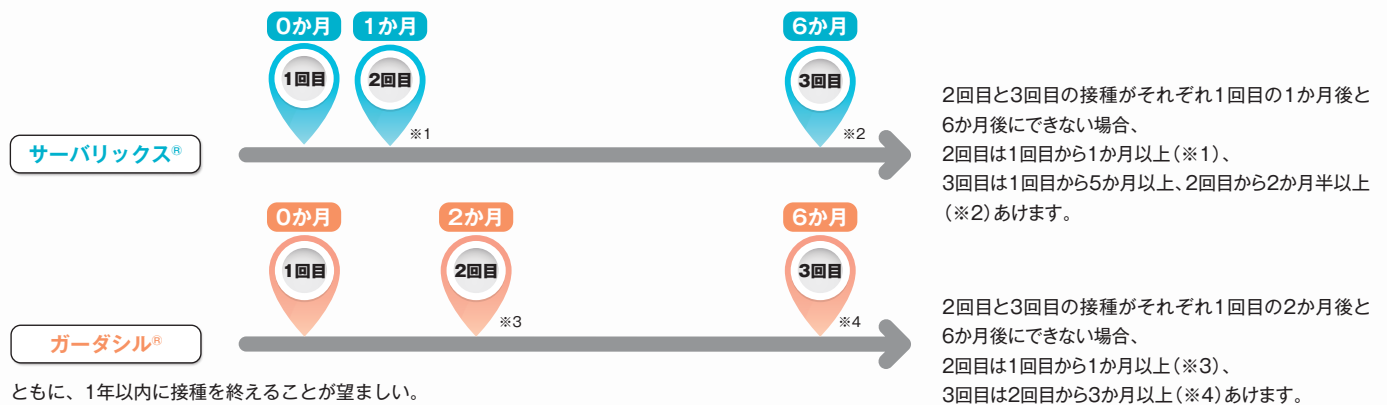 0か月 1か月 6か月
1回目 2回目 3回目
※1 ※2
サーバリックス®
2回目と3回目の接種がそれぞれ1回目の1か月後と
6か月後にできない場合、
2回目は1回目から1か月以上(※1)、
3回目は1回目から5か月以上、2回目から2か月半以上
(※2)あけます。
0か月 2か月 6か月
1回目 2回目 3回目
※3 ※4
ガーダシル®
2回目と3回目の接種がそれぞれ1回目の2か月後と
6か月後にできない場合、
2回目は1回目から1か月以上(※3)、
3回目は2回目から3か月以上(※4)あけます。
ともに、1年以内に接種を終えることが望ましい。